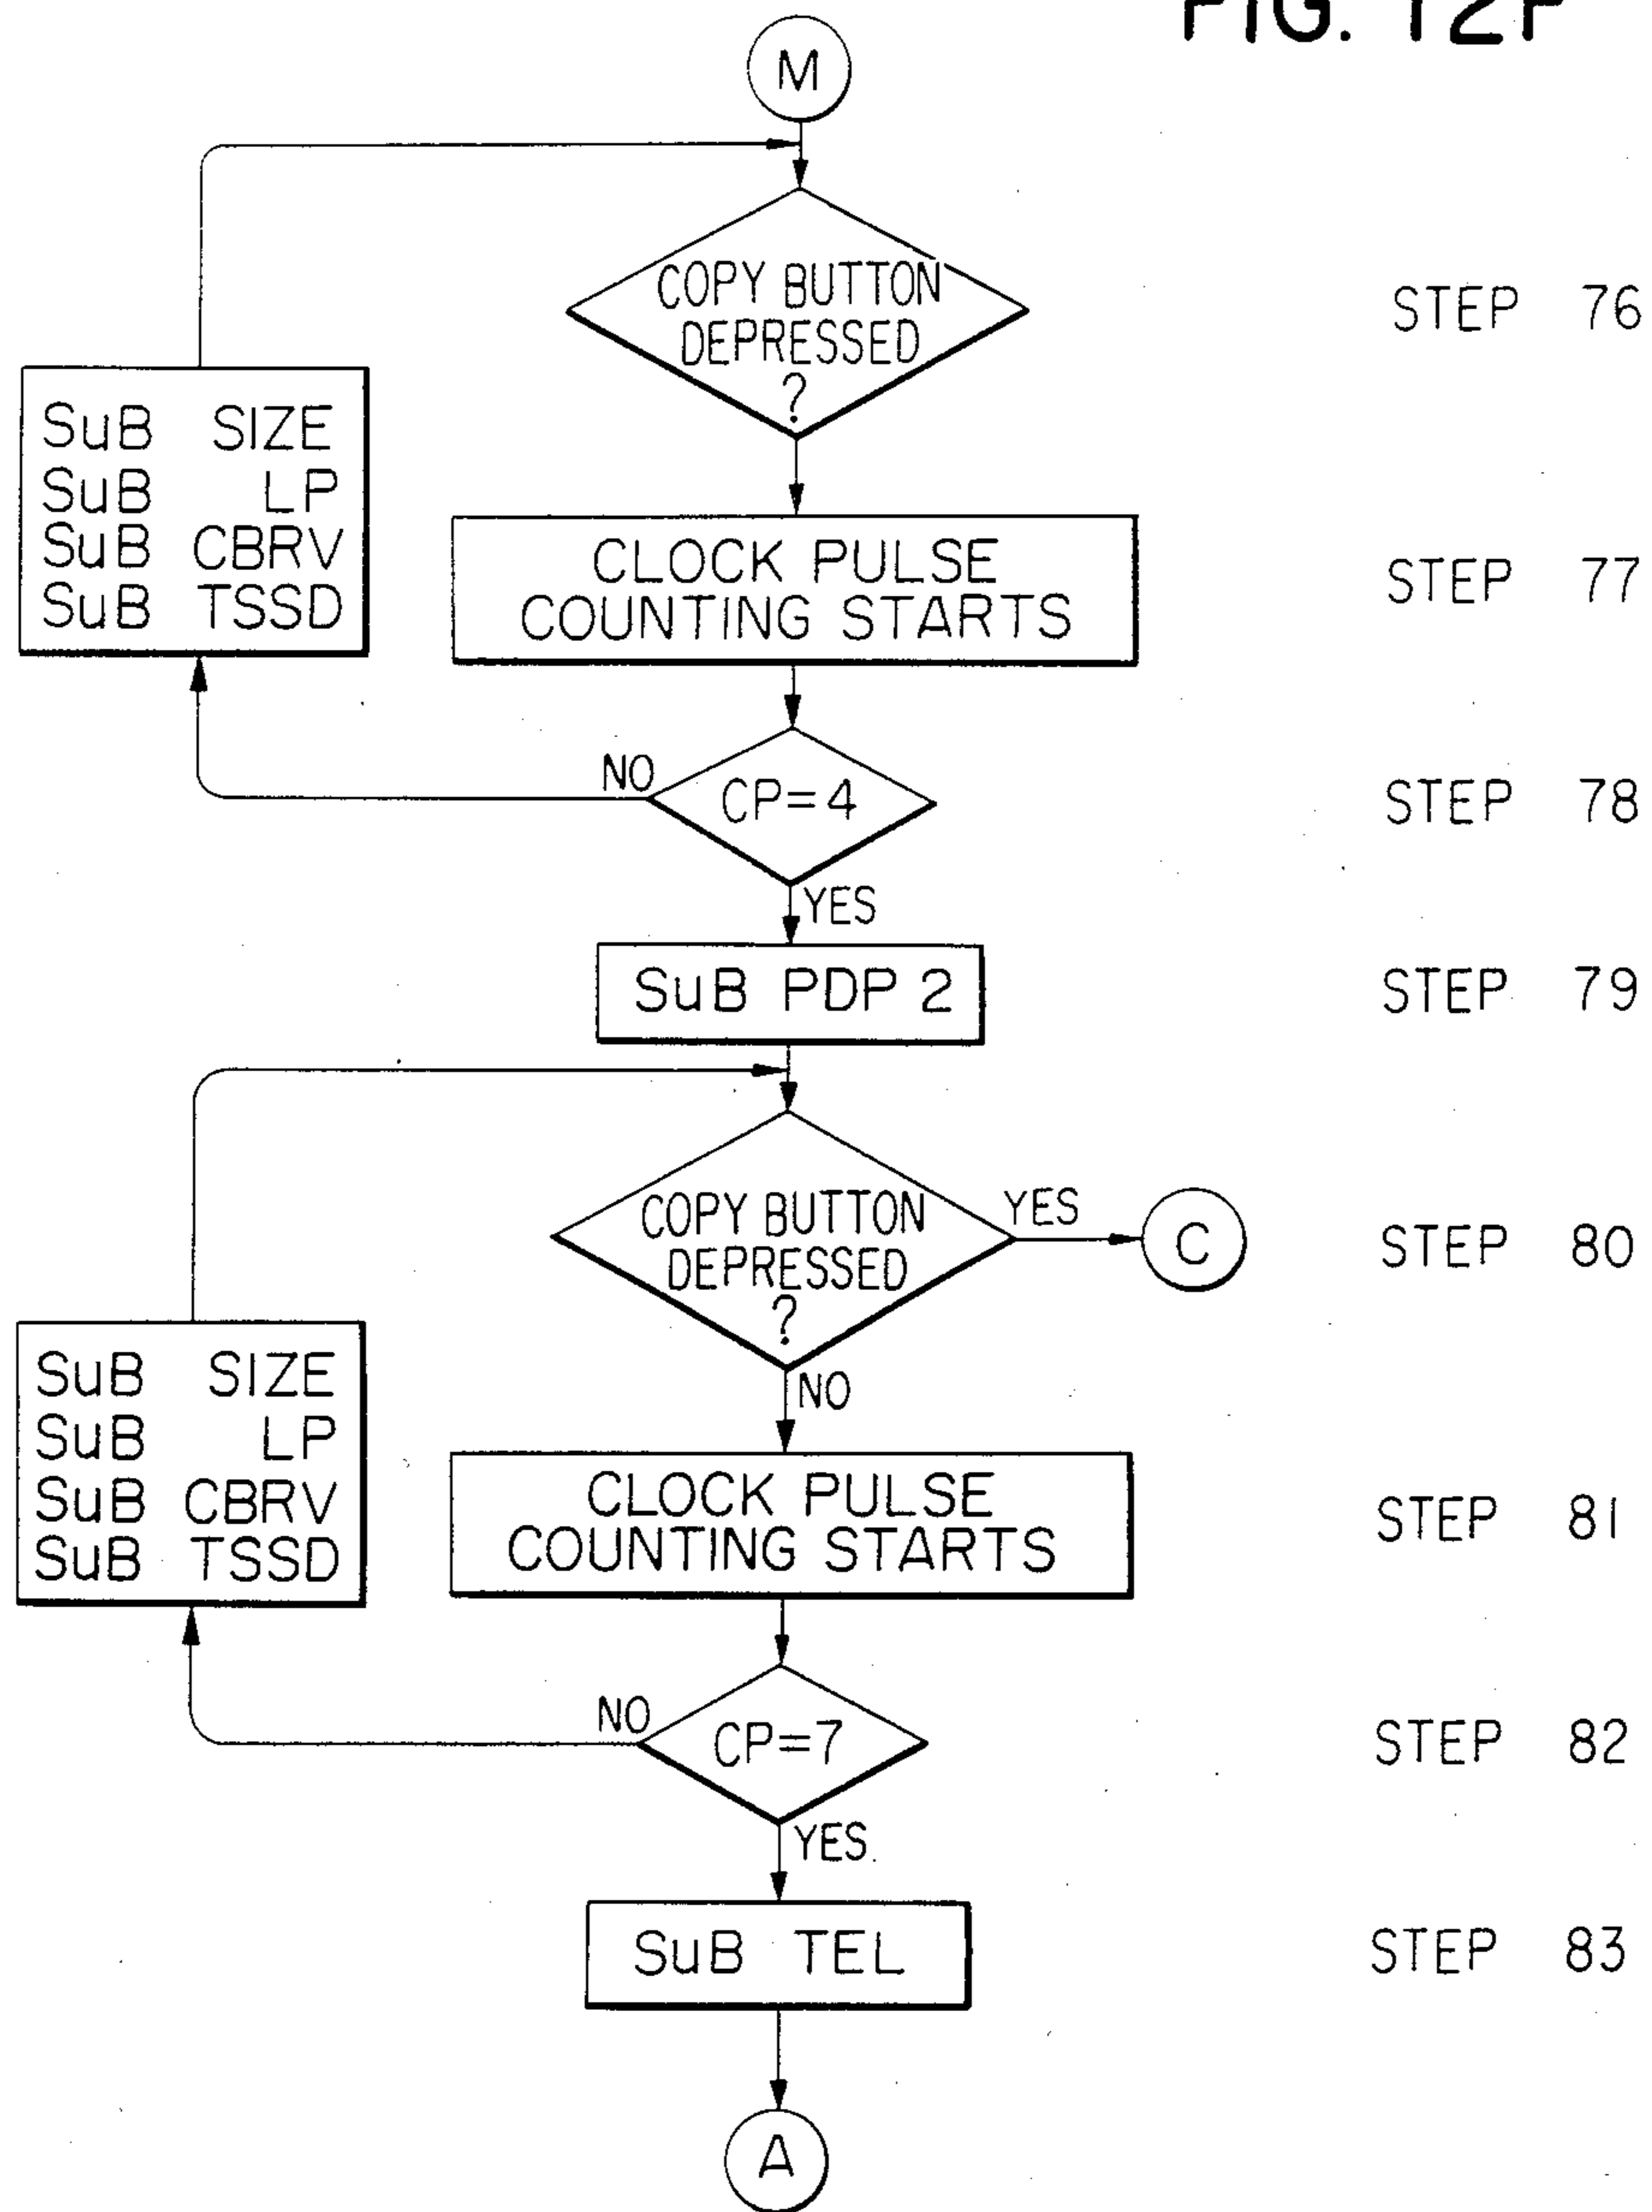 FIG. 12P
M
COPY BUTTON
DEPRESSED
?
STEP 76
SuB SIZE
SuB LP
SuB CBRV
SuB TSSD
CLOCK PULSE
COUNTING STARTS
STEP 77
NO
CP=4
STEP 78
YES
SuB PDP 2
STEP 79
COPY BUTTON
DEPRESSED
?
YES
C
STEP 80
NO
SuB SIZE
SuB LP
SuB CBRV
SuB TSSD
CLOCK PULSE
COUNTING STARTS
STEP 81
NO
CP=7
STEP 82
YES
SuB TEL
STEP 83
A